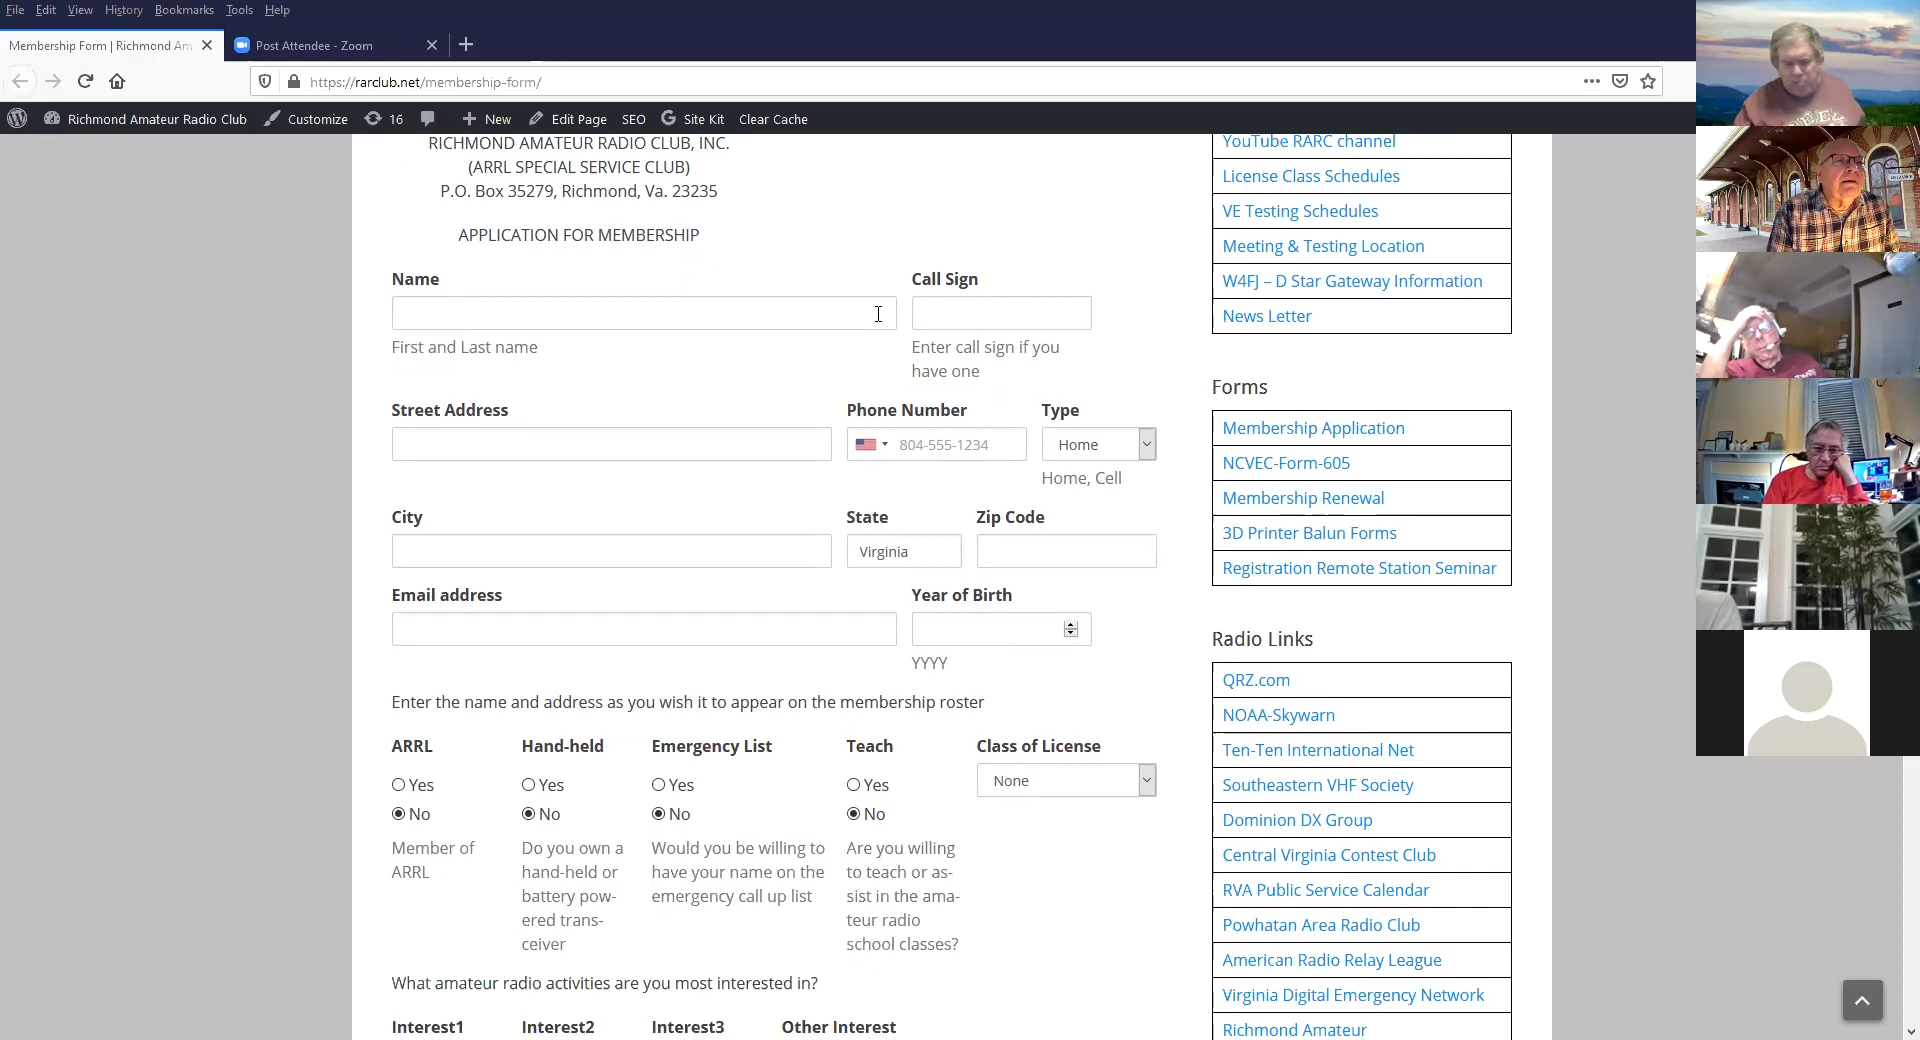 File Edit View History Bookmarks Tools Help
Membership Form | Richmond Am
Post Attendee - Zoom
https://rarclub.net/membership-form/
Richmond Amateur Radio Club Customize 16 New Edit Page SEO Site Kit Clear Cache
RICHMOND AMATEUR RADIO CLUB, INC.
(ARRL SPECIAL SERVICE CLUB)
P.O. Box 35279, Richmond, Va. 23235
APPLICATION FOR MEMBERSHIP
Name Call Sign
First and Last name
Enter call sign if you
have one
Street Address Phone Number Type
804-555-1234 Home
Home, Cell
City State Zip Code
Virginia
Email address Year of Birth
YYYY
Enter the name and address as you wish it to appear on the membership roster
ARRL Hand-held Emergency List Teach Class of License
Yes Yes Yes Yes None
No No No No
Member of
ARRL
Do you own a
hand-held or
battery pow-
ered trans-
ceiver
Would you be willing to
have your name on the
emergency call up list
Are you willing
to teach or as-
sist in the ama-
teur radio
school classes?
What amateur radio activities are you most interested in?
Interest1 Interest2 Interest3 Other Interest
YouTube RARC channel
License Class Schedules
VE Testing Schedules
Meeting & Testing Location
W4FJ – D Star Gateway Information
News Letter
Forms
Membership Application
NCVEC-Form-605
Membership Renewal
3D Printer Balun Forms
Registration Remote Station Seminar
Radio Links
QRZ.com
NOAA-Skywarn
Ten-Ten International Net
Southeastern VHF Society
Dominion DX Group
Central Virginia Contest Club
RVA Public Service Calendar
Powhatan Area Radio Club
American Radio Relay League
Virginia Digital Emergency Network
Richmond Amateur
ENTRANCE